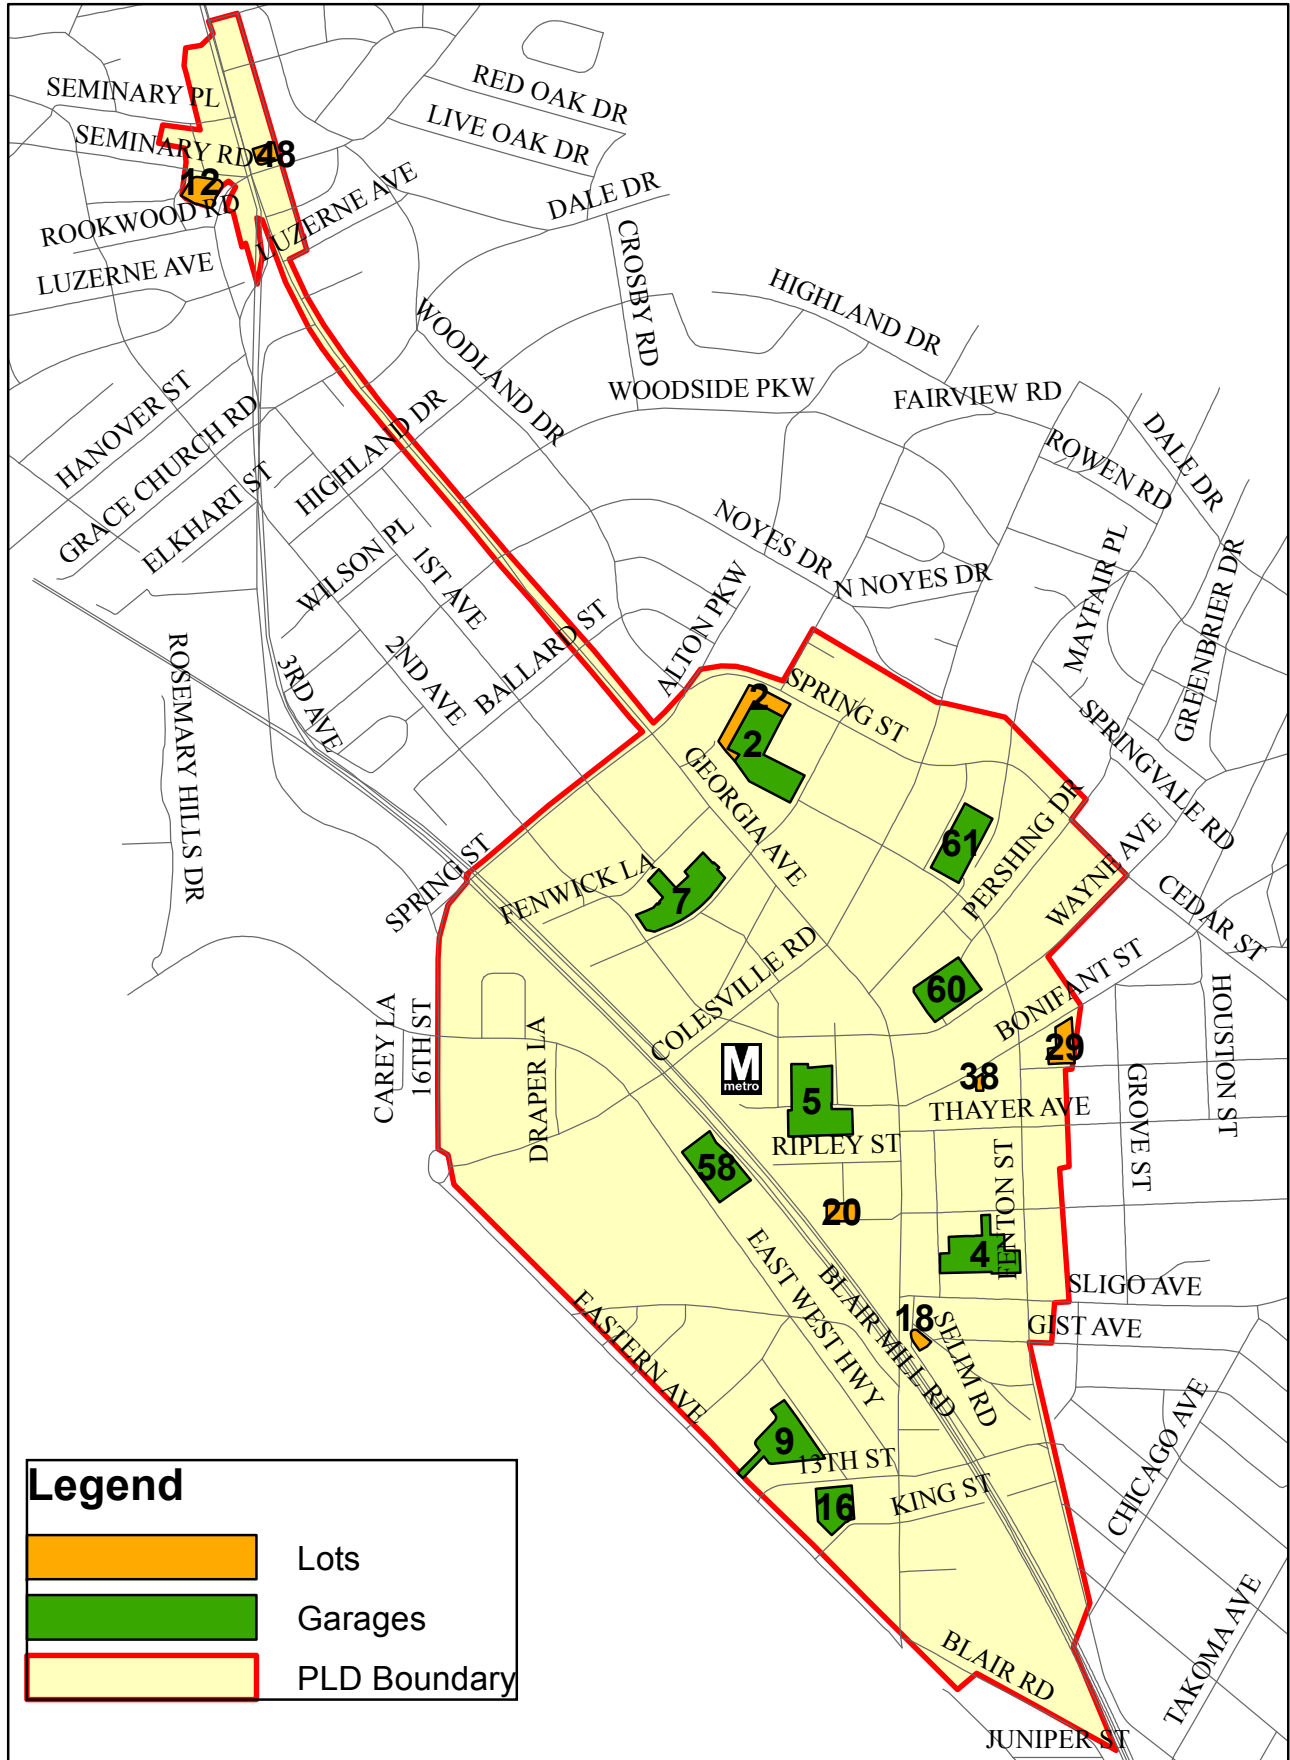 RED OAK DR
SEMINARY PL
LIVE OAK DR
SEMINARY RD
48
12
DALE DR
ROOKWOOD RD
LUZERNE AVE
LUZERNE AVE
CROSBY RD
HIGHLAND DR
WOODLAND DR
WOODSIDE PKW
FAIRVIEW RD
HANOVER ST
GRACE CHURCH RD
HIGHLAND DR
ELKHART ST
ROWEN RD
DALE DR
NOYES DR
N NOYES DR
WILSON PL
1ST AVE
MAYFAIR PL
GREENBRIER DR
ALTON PKW
BALLARD ST
2ND AVE
3RD AVE
ROSEMARY HILLS DR
SPRING ST
2
2
SPRINGVALE RD
GEORGIA AVE
61
PERSHING DR
WAYNE AVE
SPRING ST
FENWICK LA
7
CEDAR ST
COLESVILLE RD
60
BONIFANT ST
HOUSTON ST
CAREY LA
16TH ST
DRAPER LA
M
metro
29
38
5
THAYER AVE
GROVE ST
RIPLEY ST
58
FENTON ST
20
4
EAST WEST HWY
BLAIR MILL RD
SLIGO AVE
18
GIST AVE
SELIM RD
EASTERN AVE
9
13TH ST
CHICAGO AVE
KING ST
16
TAKOMA AVE
BLAIR RD
JUNIPER ST
Legend
Lots
Garages
PLD Boundary